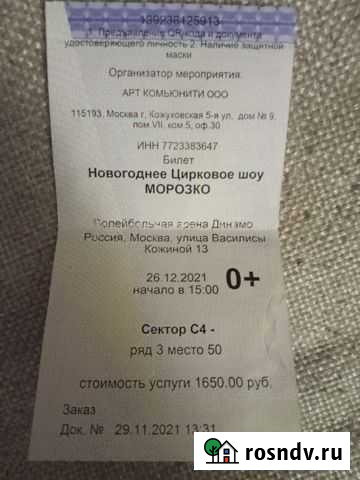 139238125913
1. Предъявление QR-кода и документа
удостоверяющего личность 2. Наличие защитной
маски
Организатор мероприятия:
АРТ КОМЬЮНИТИ ООО
115193, Москва г, Кожуховская 5-я ул, дом № 9,
пом VII, ком 5, оф.30
ИНН 7723383647
Билет
Новогоднее Цирковое шоу
МОРОЗКО
Волейбольная арена Динамо
Россия, Москва, улица Василисы
Кожиной 13
26.12.2021 0+
начало в 15:00
Сектор C4 -
ряд 3 место 50
стоимость услуги 1650.00 руб.
Заказ
Док. № 29.11.2021 13:31
rosndv.ru